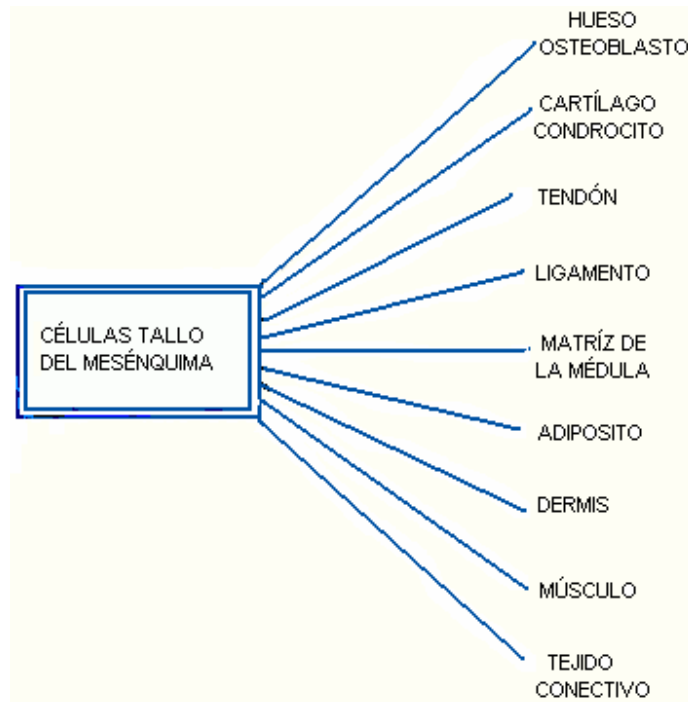 HUESO
OSTEOBLASTO
CARTÍLAGO
CONDROCITO
TENDÓN
LIGAMENTO
CÉLULAS TALLO
DEL MESÉNQUIMA
MATRÍZ DE
LA MÉDULA
ADIPOSITO
DERMIS
MÚSCULO
TEJIDO
CONECTIVO